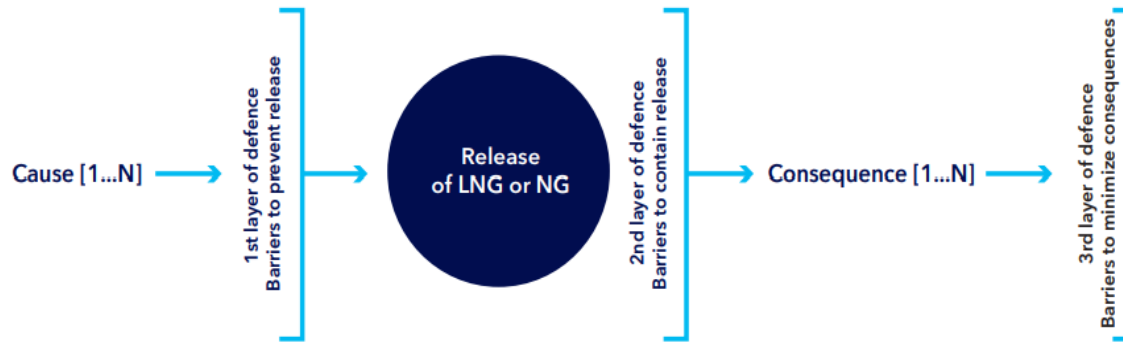 Cause [1...N]
1st layer of defence
Barriers to prevent release
Release
of LNG or NG
2nd layer of defence
Barriers to contain release
Consequence [1...N]
3rd layer of defence
Barriers to minimize consequences